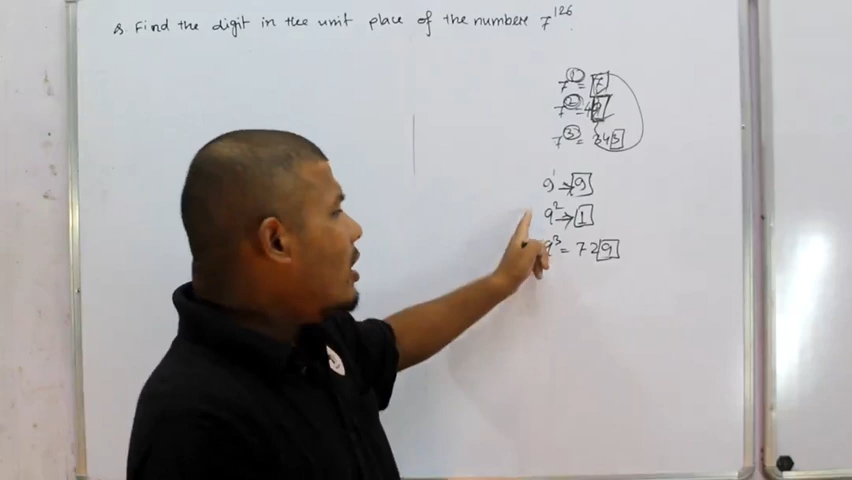 Q. Find the digit in the unit place of the number 7^126.
7^1 = 7
7^2 = 49
7^3 = 343
9^1 → 9
9^2 → 1
9^3 = 729